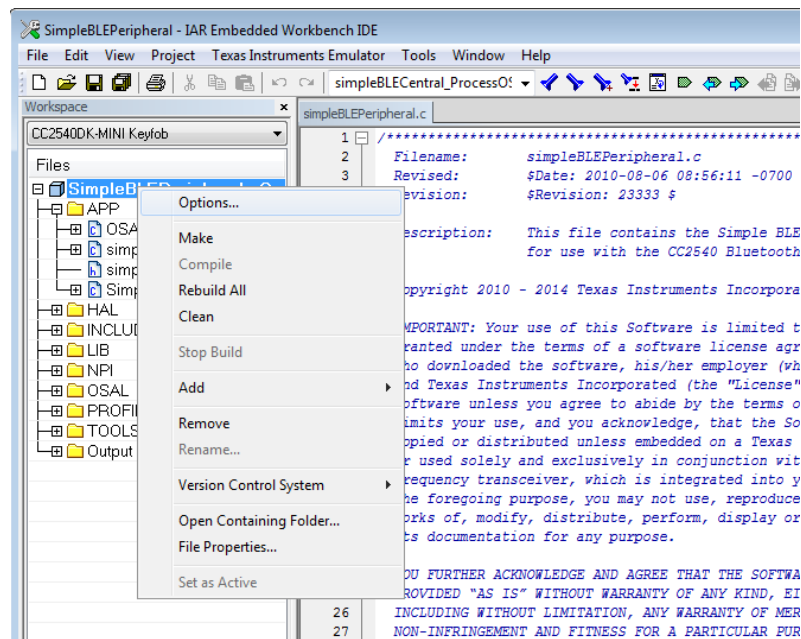 SimpleBLEPeripheral - IAR Embedded Workbench IDE
File Edit View Project Texas Instruments Emulator Tools Window Help
simpleBLECentral_ProcessOS
Workspace
simpleBLEPeripheral.c
CC2540DK-MINI Keyfob
Files
APP
HAL
LIB
NPI
OSAL
TOOLS
Output
Options...
Make
Compile
Rebuild All
Clean
Stop Build
Add
Remove
Rename...
Version Control System
Open Containing Folder...
File Properties...
Set as Active
1 /**************************************************
2 Filename: simpleBLEPeripheral.c
3 Revised: $Date: 2010-08-06 08:56:11 -0700
evision: $Revision: 23333 $
escription: This file contains the Simple BLE
for use with the CC2540 Bluetooth
opyright 2010 - 2014 Texas Instruments Incorpora
MPORTANT: Your use of this Software is limited t
ranted under the terms of a software license agr
ho downloaded the software, his/her employer (wh
nd Texas Instruments Incorporated (the "License"
oftware unless you agree to abide by the terms o
imits your use, and you acknowledge, that the So
opied or distributed unless embedded on a Texas
r used solely and exclusively in conjunction wit
requency transceiver, which is integrated into y
he foregoing purpose, you may not use, reproduce
orks of, modify, distribute, perform, display or
ts documentation for any purpose.
OU FURTHER ACKNOWLEDGE AND AGREE THAT THE SOFTWA
ROVIDED “AS IS” WITHOUT WARRANTY OF ANY KIND, EI
26 INCLUDING WITHOUT LIMITATION, ANY WARRANTY OF MER
27 NON-INFRINGEMENT AND FITNESS FOR A PARTICULAR PUR